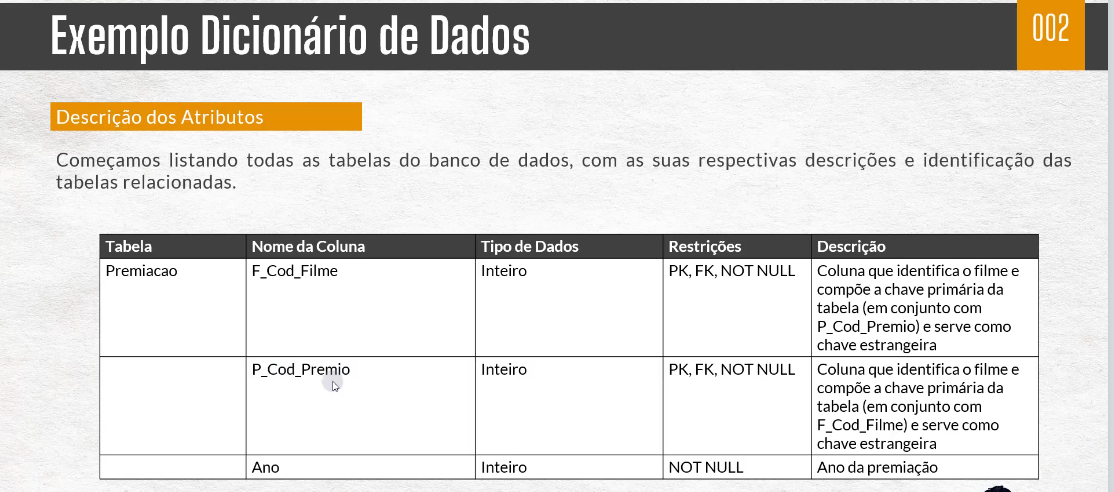 Exemplo Dicionário de Dados
002
Descrição dos Atributos
Começamos listando todas as tabelas do banco de dados, com as suas respectivas descrições e identificação das
tabelas relacionadas.
Tabela Nome da Coluna Tipo de Dados Restrições Descrição
Premiacao F_Cod_Filme Inteiro PK, FK, NOT NULL Coluna que identifica o filme e
compõe a chave primária da
tabela (em conjunto com
P_Cod_Premio) e serve como
chave estrangeira
P_Cod_Premio Inteiro PK, FK, NOT NULL Coluna que identifica o filme e
compõe a chave primária da
tabela (em conjunto com
F_Cod_Filme) e serve como
chave estrangeira
Ano Inteiro NOT NULL Ano da premiação